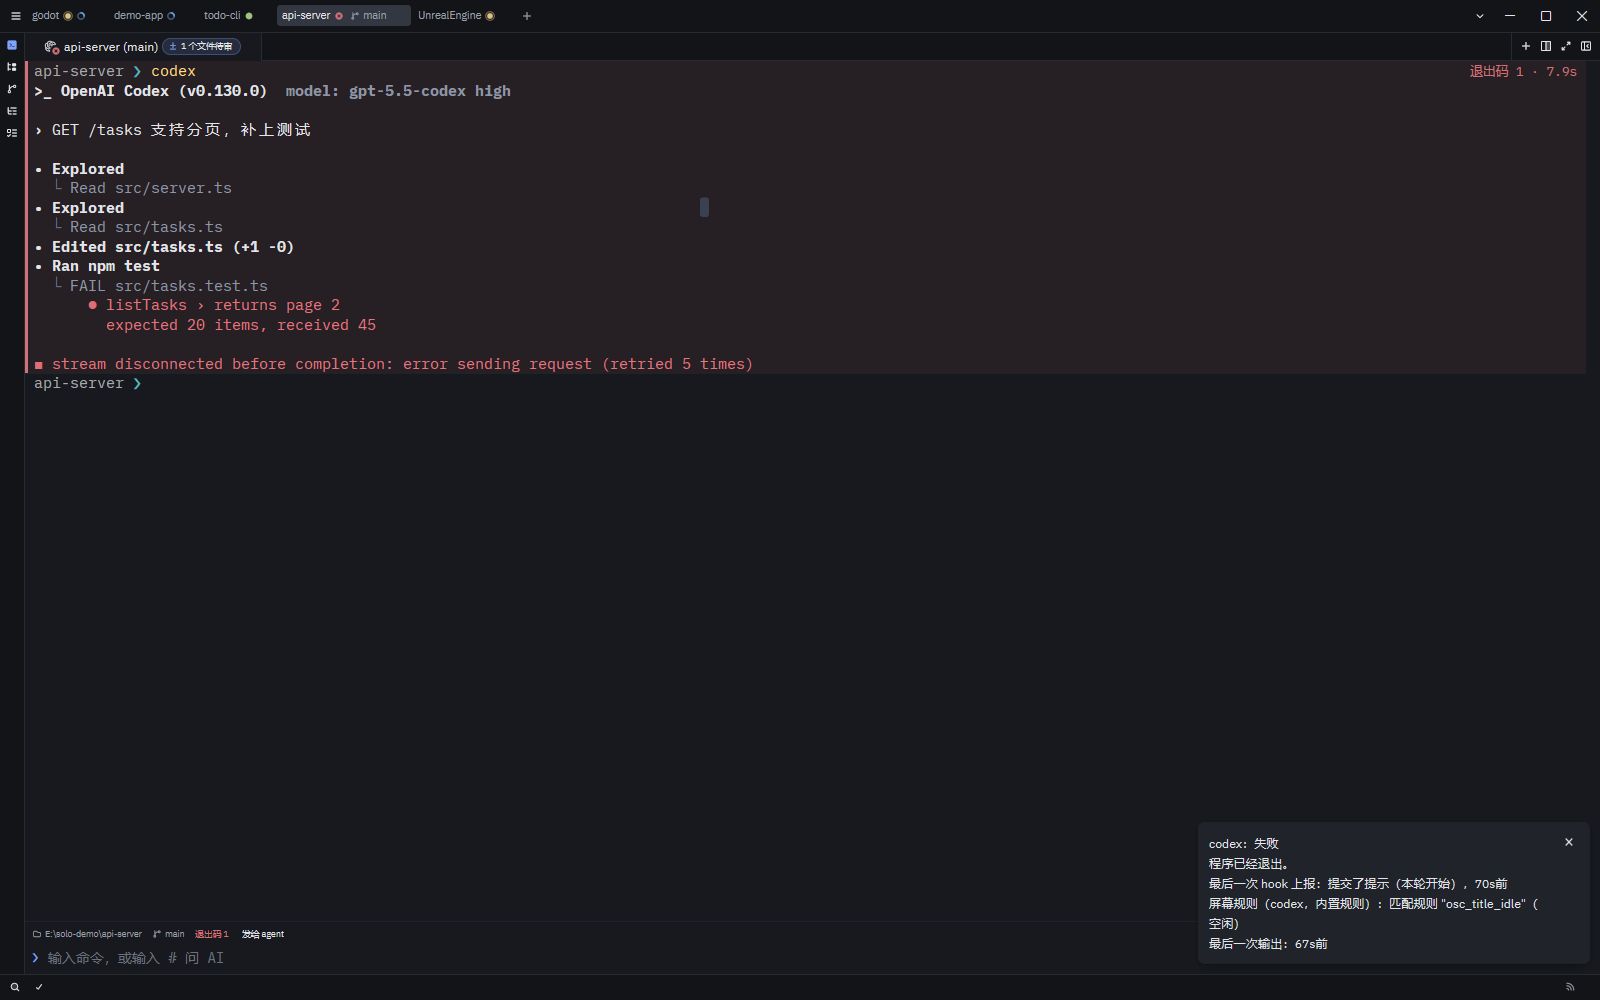 godot
demo-app
todo-cli
api-server main
UnrealEngine
api-server (main) 1 个文件待审
api-server ❯ codex
退出码 1 · 7.9s
>_ OpenAI Codex (v0.130.0) model: gpt-5.5-codex high
› GET /tasks 支持分页，补上测试
• Explored
└ Read src/server.ts
• Explored
└ Read src/tasks.ts
• Edited src/tasks.ts (+1 -0)
• Ran npm test
└ FAIL src/tasks.test.ts
● listTasks › returns page 2
expected 20 items, received 45
■ stream disconnected before completion: error sending request (retried 5 times)
api-server ❯
codex：失败
程序已经退出。
最后一次 hook 上报：提交了提示（本轮开始），70s前
屏幕规则（codex，内置规则）：匹配规则 "osc_title_idle"（
空闲）
最后一次输出：67s前
E:\solo-demo\api-server main 退出码 1 发给 agent
❯ 输入命令，或输入 # 问 AI